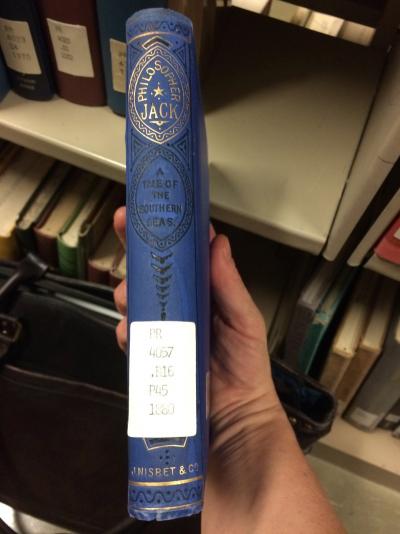 PHILOSOPHER
JACK
A
TALE OF
THE
SOUTHERN
SEAS.
PR
4057
.B16
P45
1880
J. NISBET & Co